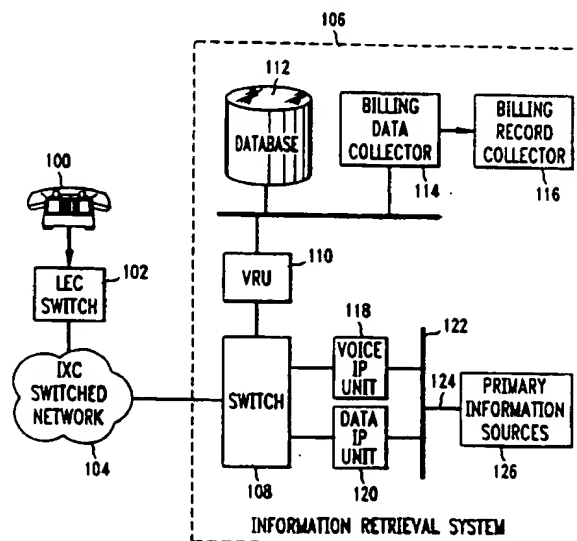 106
112
DATABASE
BILLING
DATA
COLLECTOR
114
BILLING
RECORD
COLLECTOR
116
100
102
LEC
SWITCH
110
VRU
IXC
SWITCHED
NETWORK
104
SWITCH
108
118
VOICE
IP
UNIT
DATA
IP
UNIT
120
122
124
PRIMARY
INFORMATION
SOURCES
126
INFORMATION RETRIEVAL SYSTEM